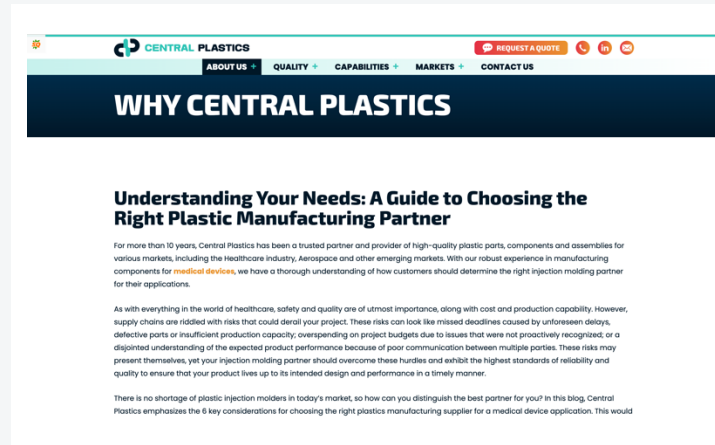 CENTRAL PLASTICS
REQUEST A QUOTE
ABOUT US + QUALITY + CAPABILITIES + MARKETS + CONTACT US
WHY CENTRAL PLASTICS
Understanding Your Needs: A Guide to Choosing the
Right Plastic Manufacturing Partner
For more than 10 years, Central Plastics has been a trusted partner and provider of high-quality plastic parts, components and assemblies for
various markets, including the Healthcare industry, Aerospace and other emerging markets. With our robust experience in manufacturing
components for medical devices, we have a thorough understanding of how customers should determine the right injection molding partner
for their applications.
As with everything in the world of healthcare, safety and quality are of utmost importance, along with cost and production capability. However,
supply chains are riddled with risks that could derail your project. These risks can look like missed deadlines caused by unforeseen delays,
defective parts or insufficient production capacity; overspending on project budgets due to issues that were not proactively recognized; or a
disjointed understanding of the expected product performance because of poor communication between multiple parties. These risks may
present themselves, yet your injection molding partner should overcome these hurdles and exhibit the highest standards of reliability and
quality to ensure that your product lives up to its intended design and performance in a timely manner.
There is no shortage of plastic injection molders in today's market, so how can you distinguish the best partner for you? In this blog, Central
Plastics emphasizes the 6 key considerations for choosing the right plastics manufacturing supplier for a medical device application. This would